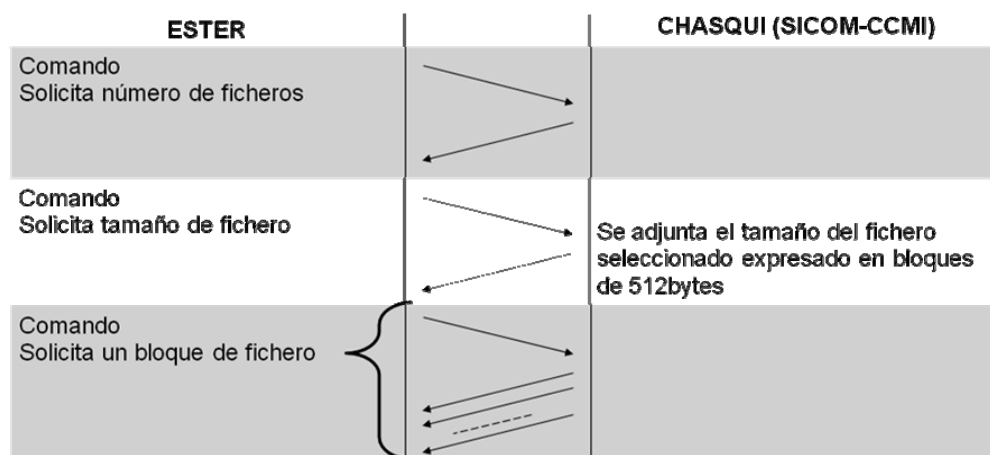 ESTER
CHASQUI (SICOM-CCMI)
Comando
Solicita número de ficheros
Comando
Solicita tamaño de fichero
Se adjunta el tamaño del fichero
seleccionado expresado en bloques
de 512bytes
Comando
Solicita un bloque de fichero